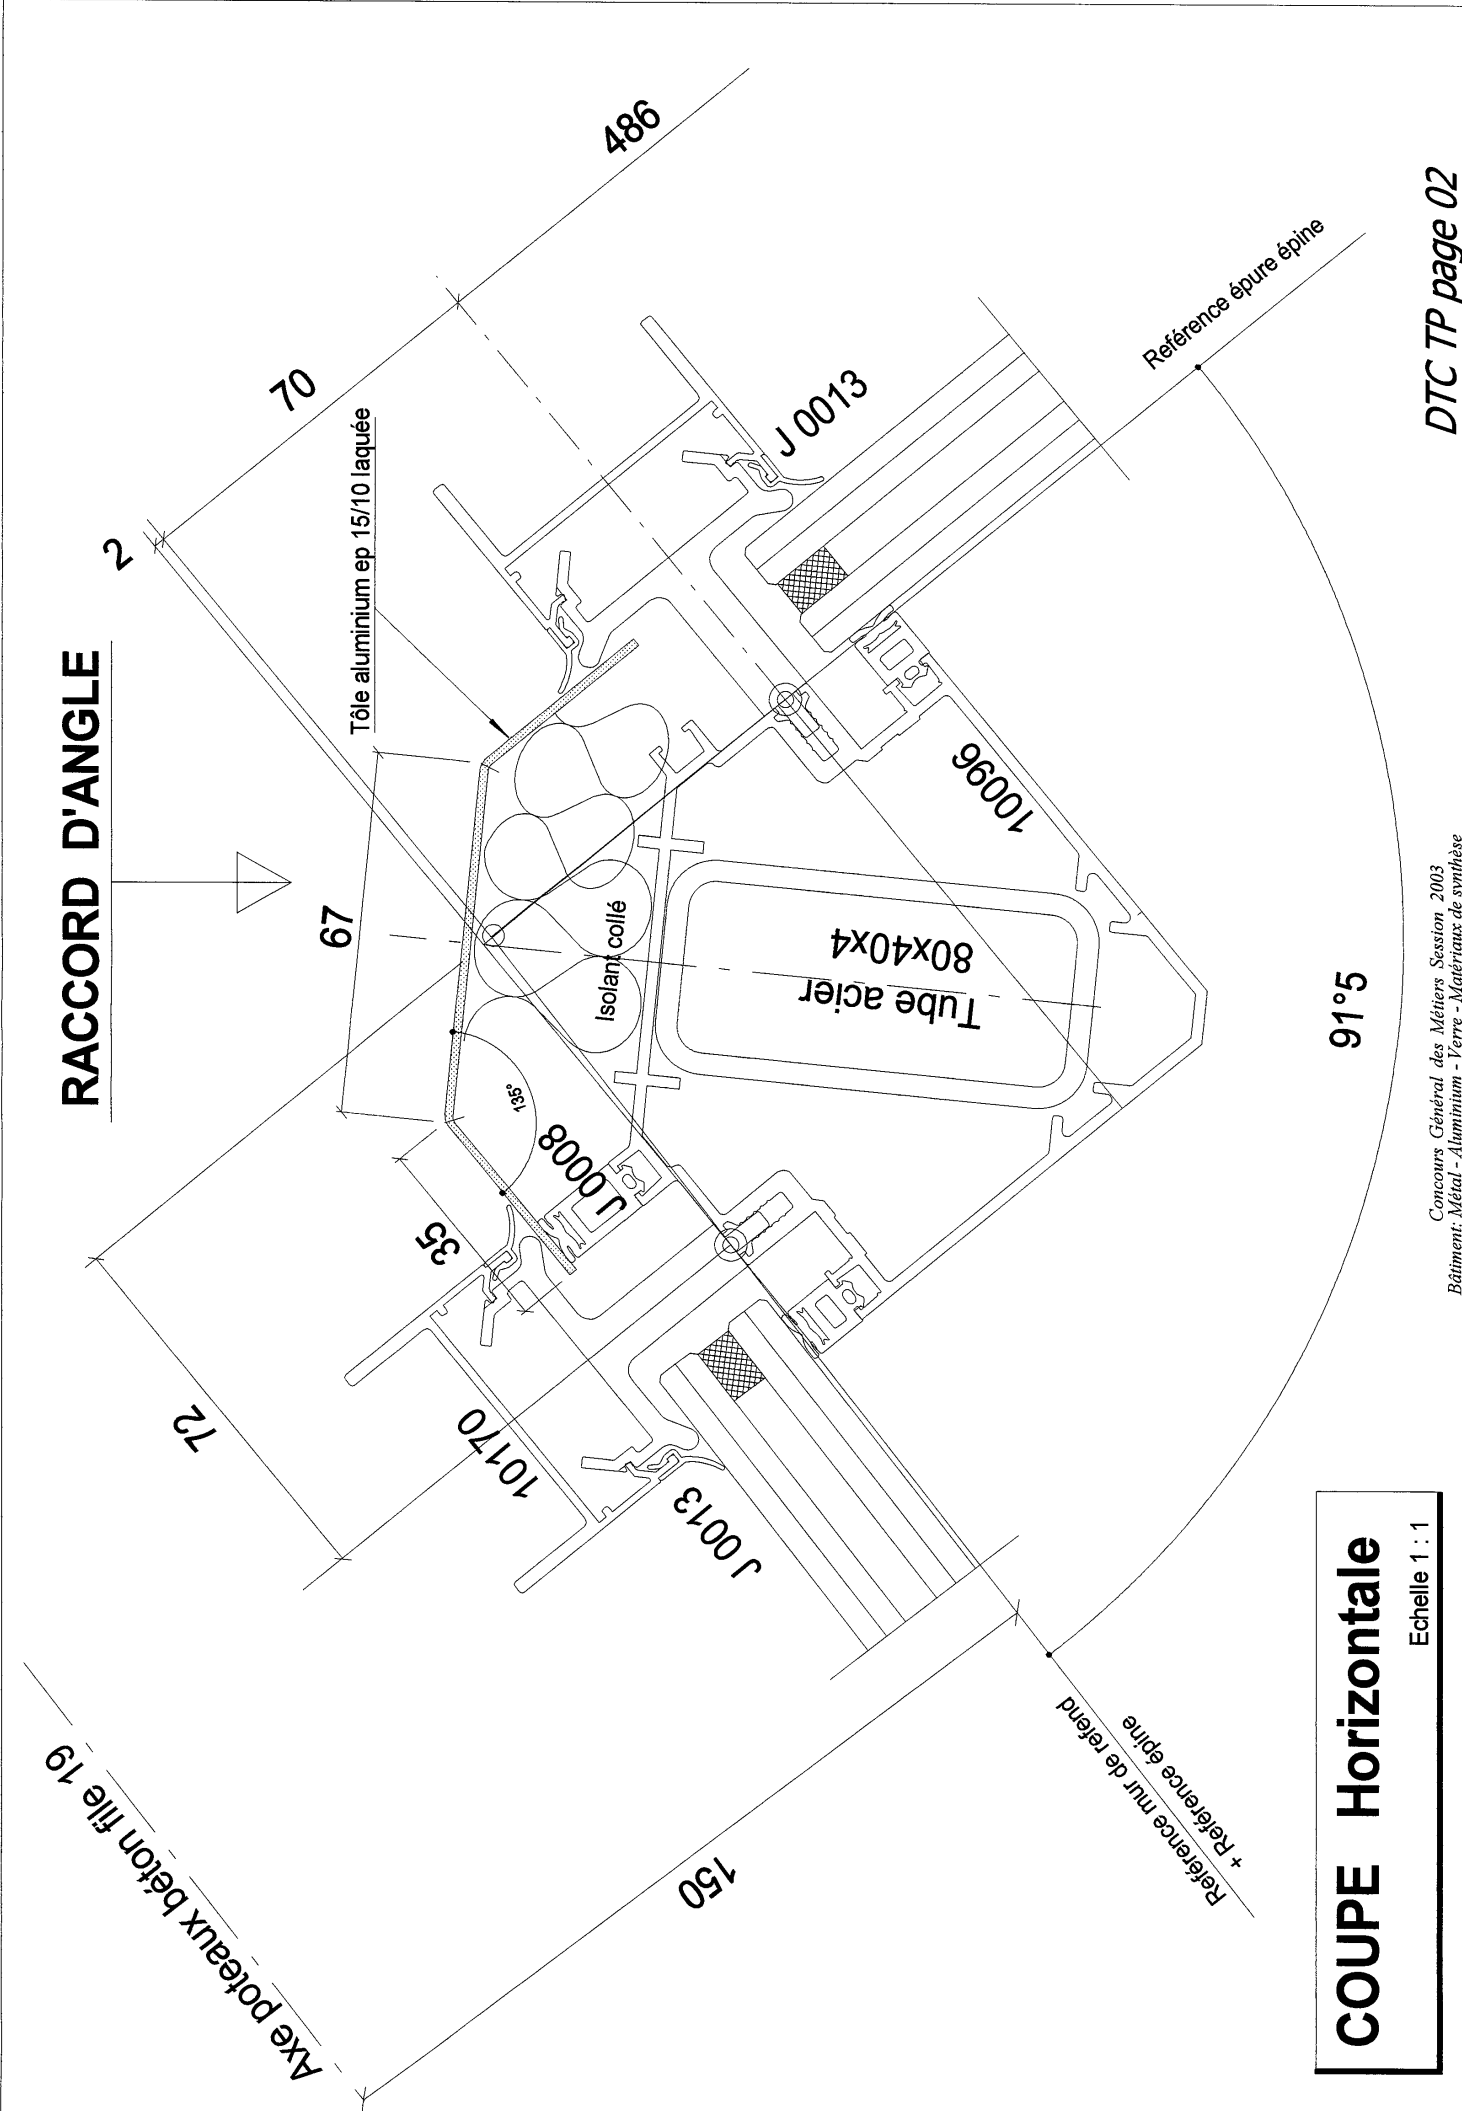 RACCORD D'ANGLE
2
70
486
Tôle aluminium ep 15/10 laquée
67
72
35
135°
Isolant collé
J 0008
J 0013
10096
Tube acier
80x40x4
10170
J 0013
150
Axe poteaux béton file 19
Reférence épure épine
Reférence mur de refend
+ Reférence épine
91°5
COUPE Horizontale
Echelle 1 : 1
Concours Général des Métiers Session 2003
Bâtiment: Métal - Aluminium - Verre - Matériaux de synthèse
DTC TP page 02